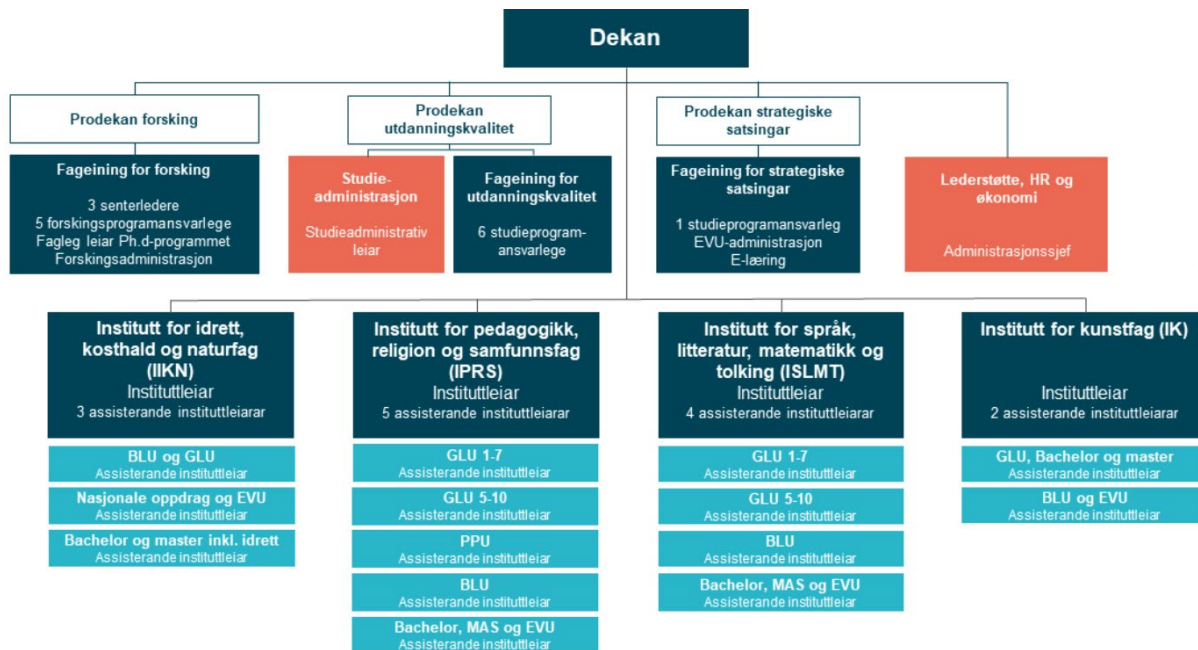 Dekan
Prodekan forsking
Prodekan
utdanningskvalitet
Prodekan strategiske
satsingar
Fageining for forsking
3 senterledere
5 forskingsprogramansvarlege
Fagleg leiar Ph.d-programmet
Forskingsadministrasjon
Studie-
administrasjon
Studieadministrativ
leiar
Fageining for
utdanningskvalitet
6 studieprogram-
ansvarlege
Fageining for strategiske
satsingar
1 studieprogramansvarleg
EVU-administrasjon
E-læring
Lederstøtte, HR og
økonomi
Administrasjonssjef
Institutt for idrett,
kosthald og naturfag
(IIKN)
Instituttleiar
3 assisterande instituttleiarar
BLU og GLU
Assisterande instituttleiar
Nasjonale oppdrag og EVU
Assisterande instituttleiar
Bachelor og master inkl. idrett
Assisterande instituttleiar
Institutt for pedagogikk,
religion og samfunnsfag
(IPRS)
Instituttleiar
5 assisterande instituttleiarar
GLU 1-7
Assisterande instituttleiar
GLU 5-10
Assisterande instituttleiar
PPU
Assisterande instituttleiar
BLU
Assisterande instituttleiar
Bachelor, MAS og EVU
Assisterande instituttleiar
Institutt for språk,
litteratur, matematikk og
tolking (ISLMT)
Instituttleiar
4 assisterande instituttleiarar
GLU 1-7
Assisterande instituttleiar
GLU 5-10
Assisterande instituttleiar
BLU
Assisterande instituttleiar
Bachelor, MAS og EVU
Assisterande instituttleiar
Institutt for kunstfag (IK)
Instituttleiar
2 assisterande instituttleiarar
GLU, Bachelor og master
Assisterande instituttleiar
BLU og EVU
Assisterande instituttleiar